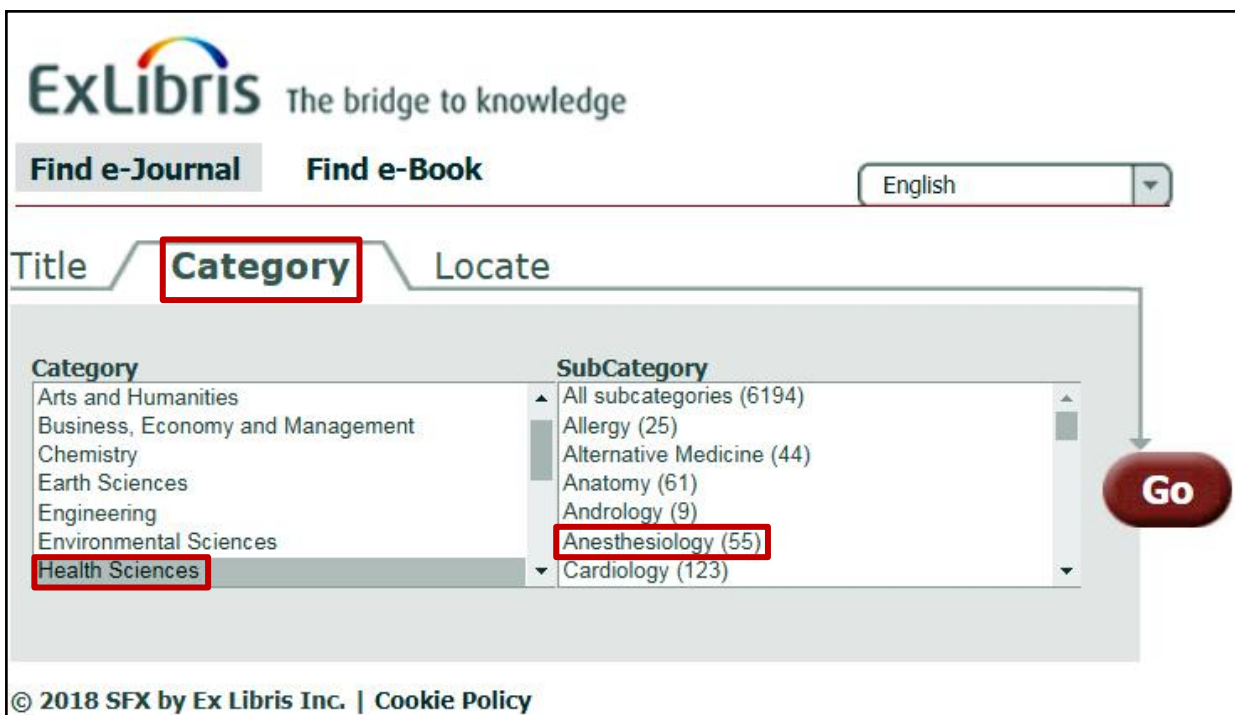 ExLibris The bridge to knowledge
Find e-Journal Find e-Book
English
Title Category Locate
Category
Arts and Humanities
Business, Economy and Management
Chemistry
Earth Sciences
Engineering
Environmental Sciences
Health Sciences
SubCategory
All subcategories (6194)
Allergy (25)
Alternative Medicine (44)
Anatomy (61)
Andrology (9)
Anesthesiology (55)
Cardiology (123)
Go
© 2018 SFX by Ex Libris Inc. | Cookie Policy